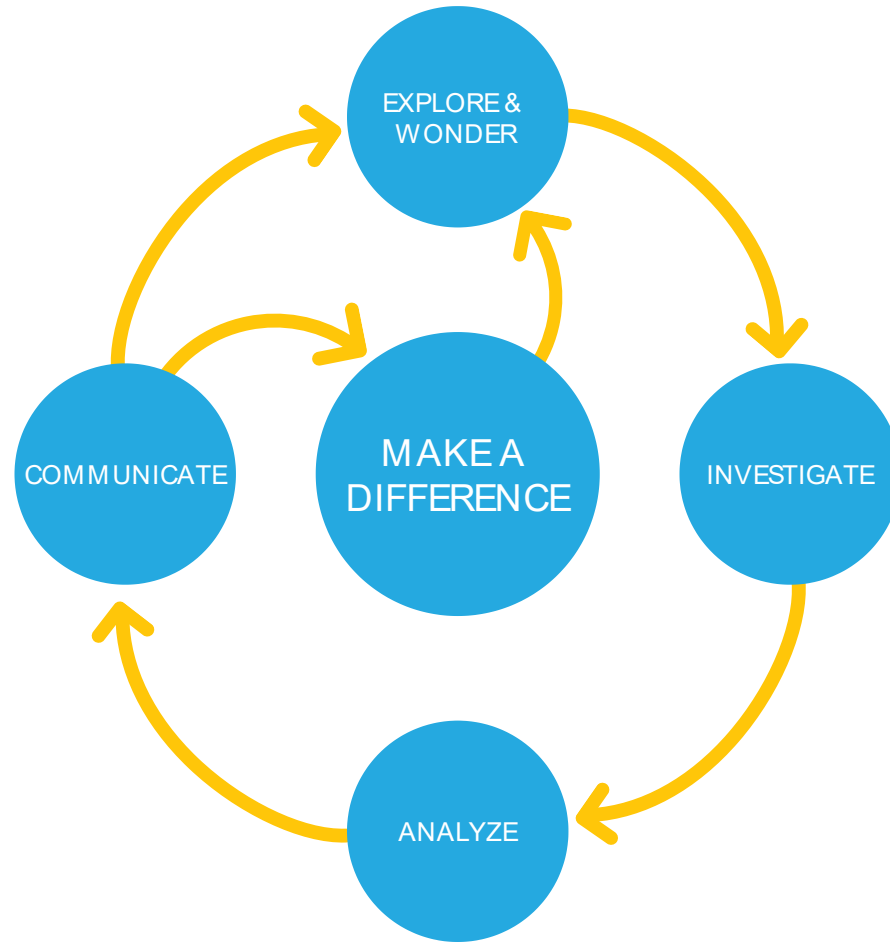 EXPLORE &
WONDER
COMMUNICATE
MAKE A
DIFFERENCE
INVESTIGATE
ANALYZE